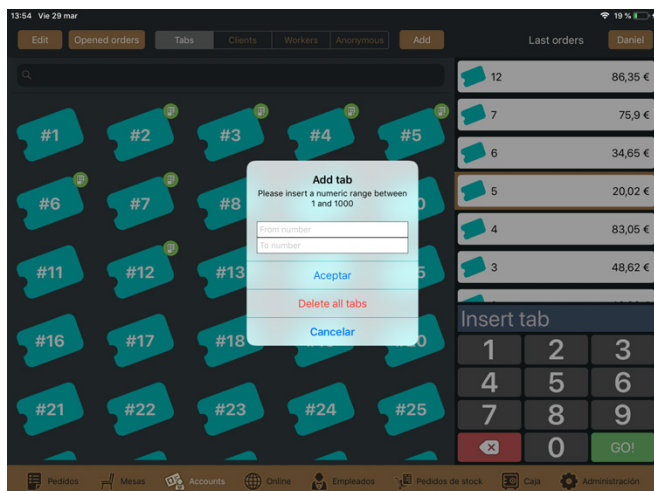 13:54 Vie 29 mar
19 %
Edit
Opened orders
Tabs
Clients
Workers
Anonymous
Add
Last orders
Daniel
#1
#2
#3
#4
#5
#6
#7
#8
0
#11
#12
#13
5
#16
#17
#18
0
#21
#22
#23
#24
#25
Add tab
Please insert a numeric range between
1 and 1000
From number
To number
Aceptar
Delete all tabs
Cancelar
12 86,35 €
7 75,9 €
6 34,65 €
5 20,02 €
4 83,05 €
3 48,62 €
Insert tab
1 2 3
4 5 6
7 8 9
0 GO!
Pedidos
Mesas
Accounts
Online
Empleados
Pedidos de stock
Caja
Administración